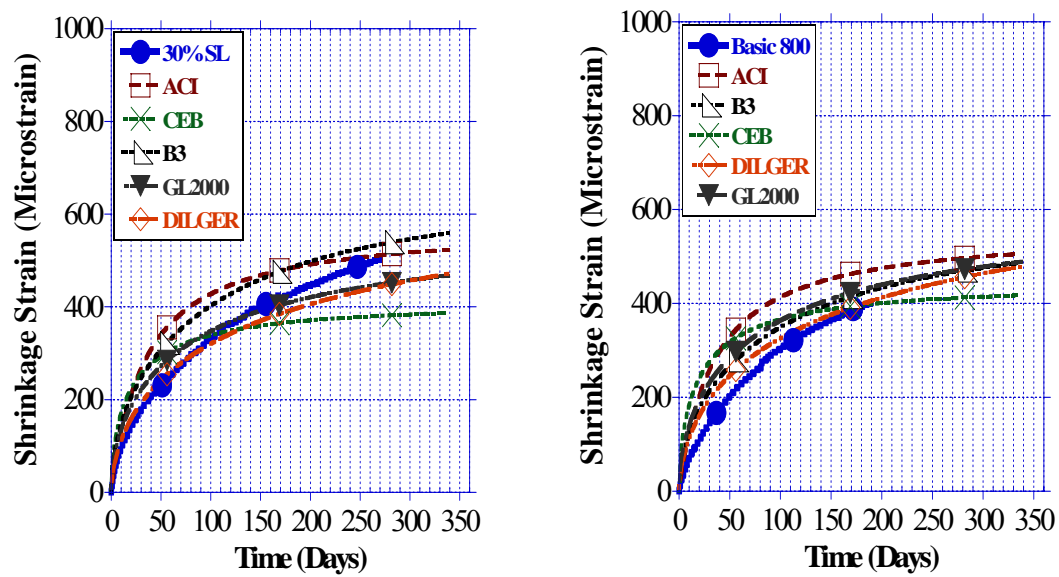 1000
800
600
400
200
0
Shrinkage Strain (Microstrain)
30%SL
ACI
CEB
B3
GL2000
DILGER
0 50 100 150 200 250 300 350
Time (Days)
1000
800
600
400
200
0
Shrinkage Strain (Microstrain)
Basic 800
ACI
B3
CEB
DILGER
GL2000
0 50 100 150 200 250 300 350
Time (Days)